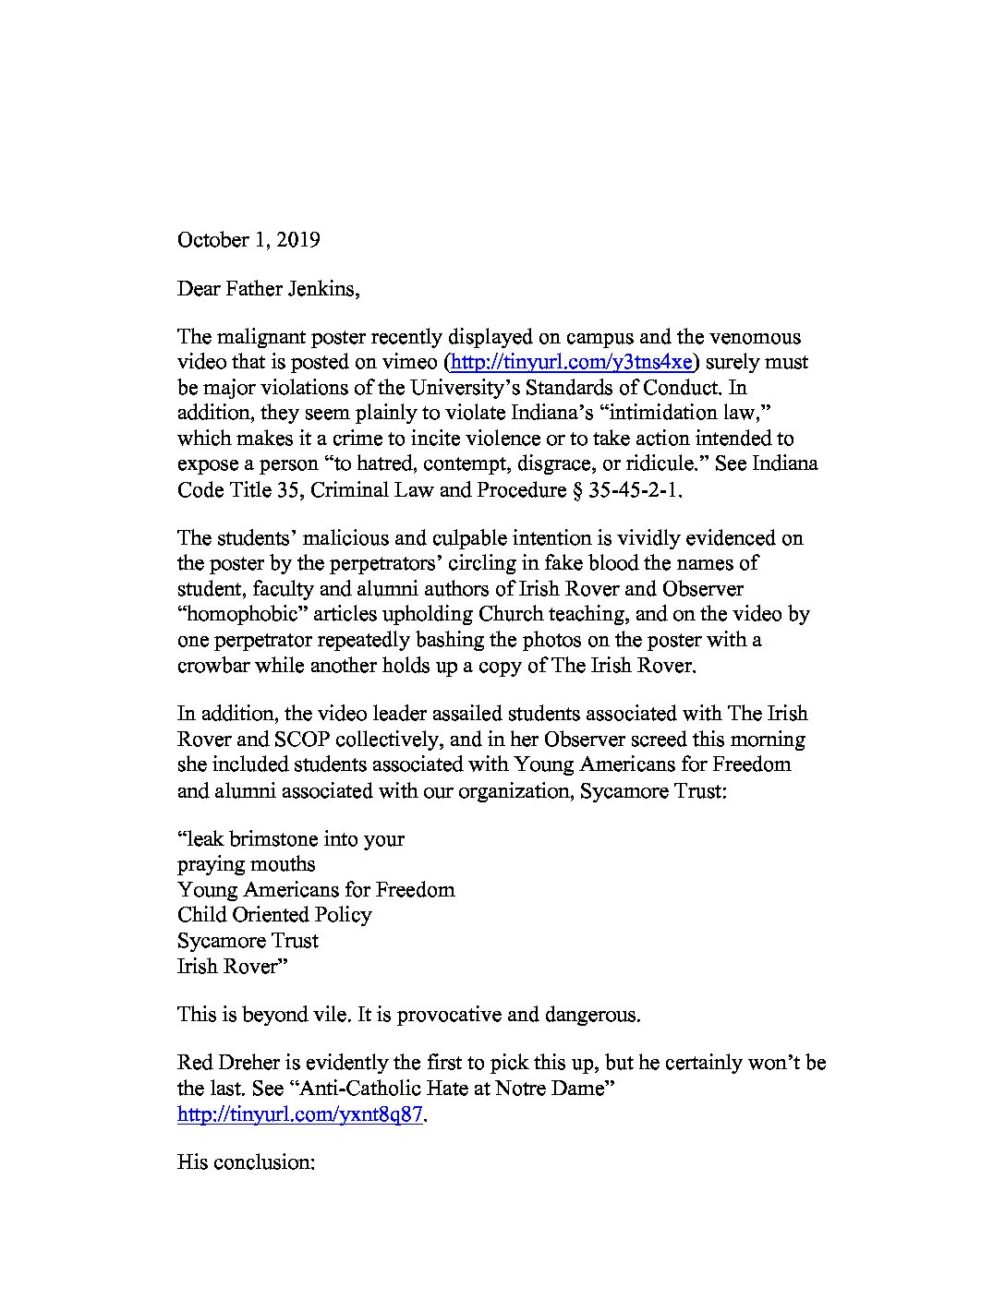 October 1, 2019
Dear Father Jenkins,
The malignant poster recently displayed on campus and the venomous
video that is posted on vimeo (http://tinyurl.com/y3tns4xe) surely must
be major violations of the University’s Standards of Conduct. In
addition, they seem plainly to violate Indiana’s “intimidation law,”
which makes it a crime to incite violence or to take action intended to
expose a person “to hatred, contempt, disgrace, or ridicule.” See Indiana
Code Title 35, Criminal Law and Procedure § 35-45-2-1.
The students’ malicious and culpable intention is vividly evidenced on
the poster by the perpetrators’ circling in fake blood the names of
student, faculty and alumni authors of Irish Rover and Observer
“homophobic” articles upholding Church teaching, and on the video by
one perpetrator repeatedly bashing the photos on the poster with a
crowbar while another holds up a copy of The Irish Rover.
In addition, the video leader assailed students associated with The Irish
Rover and SCOP collectively, and in her Observer screed this morning
she included students associated with Young Americans for Freedom
and alumni associated with our organization, Sycamore Trust:
“leak brimstone into your
praying mouths
Young Americans for Freedom
Child Oriented Policy
Sycamore Trust
Irish Rover”
This is beyond vile. It is provocative and dangerous.
Red Dreher is evidently the first to pick this up, but he certainly won’t be
the last. See “Anti-Catholic Hate at Notre Dame”
http://tinyurl.com/yxnt8q87.
His conclusion: